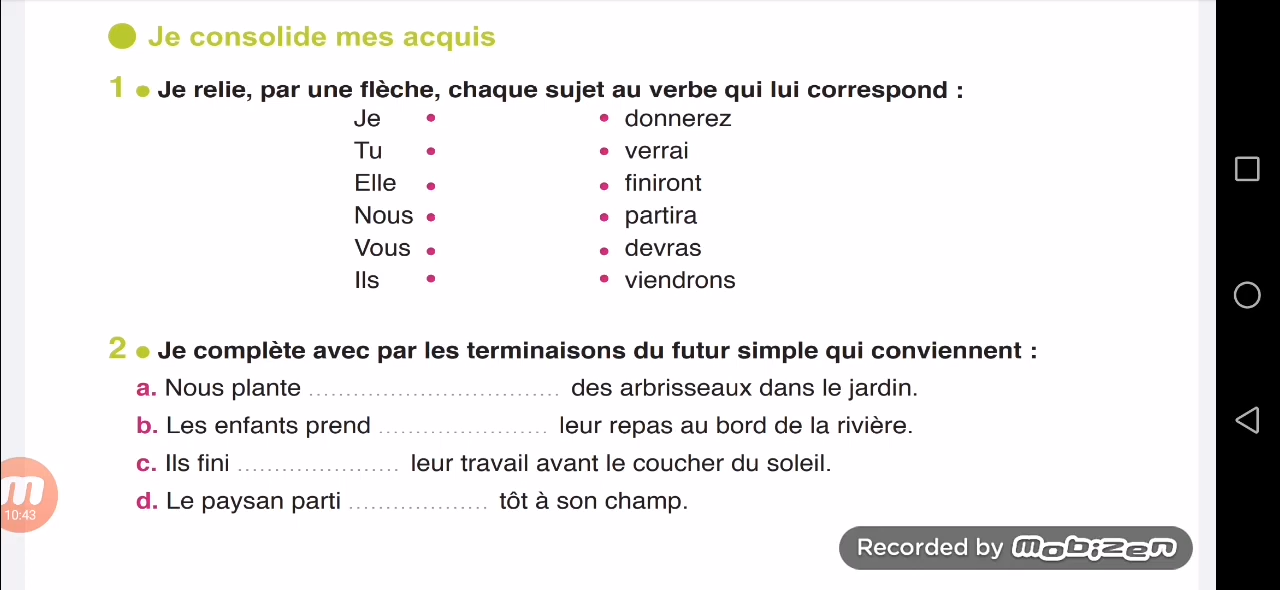 Je consolide mes acquis
1 • Je relie, par une flèche, chaque sujet au verbe qui lui correspond :
Je • • donnerez
Tu • • verrai
Elle • • finiront
Nous • • partira
Vous • • devras
Ils • • viendrons
2 • Je complète avec par les terminaisons du futur simple qui conviennent :
a. Nous plante .................................. des arbrisseaux dans le jardin.
b. Les enfants prend ....................... leur repas au bord de la rivière.
c. Ils fini ...................... leur travail avant le coucher du soleil.
d. Le paysan parti ................... tôt à son champ.
m
10:43
Recorded by mobizen